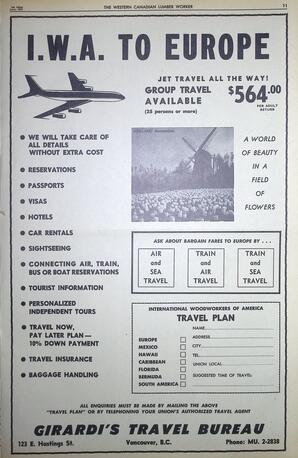 THE WESTERN CANADIAN LUMBER WORKER
11
I.W.A. TO EUROPE
JET TRAVEL ALL THE WAY!
GROUP TRAVEL
AVAILABLE
(25 persons or more)
$564.00
PER ADULT
RETURN
● WE WILL TAKE CARE OF
ALL DETAILS
WITHOUT EXTRA COST
● RESERVATIONS
● PASSPORTS
● VISAS
● HOTELS
● CAR RENTALS
● SIGHTSEEING
● CONNECTING AIR, TRAIN,
BUS OR BOAT RESERVATIONS
● TOURIST INFORMATION
● PERSONALIZED
INDEPENDENT TOURS
● TRAVEL NOW,
PAY LATER PLAN—
10% DOWN PAYMENT
● TRAVEL INSURANCE
● BAGGAGE HANDLING
A WORLD
OF BEAUTY
IN A
FIELD
OF
FLOWERS
ASK ABOUT BARGAIN FARES TO EUROPE BY . . .
AIR
and
SEA
TRAVEL
TRAIN
and
AIR
TRAVEL
TRAIN
and
SEA
TRAVEL
INTERNATIONAL WOODWORKERS OF AMERICA
TRAVEL PLAN
NAME
EUROPE
ADDRESS
MEXICO
CITY
HAWAII
TEL.
CARIBBEAN
UNION LOCAL
FLORIDA
BERMUDA
SUGGESTED TIME OF TRAVEL:
SOUTH AMERICA
ALL ENQUIRIES MUST BE MADE BY MAILING THE ABOVE
"TRAVEL PLAN" OR BY TELEPHONING YOUR UNION'S AUTHORIZED TRAVEL AGENT
GIRARDI'S TRAVEL BUREAU
123 E. Hastings St.
Vancouver, B.C.
Phone: MU. 2-2838